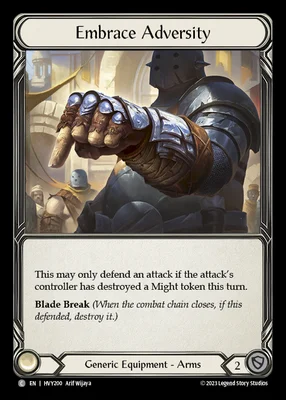 Embrace Adversity
This may only defend an attack if the attack's
controller has destroyed a Might token this turn.
Blade Break (When the combat chain closes, if this
defended, destroy it.)
Generic Equipment - Arms
2
C EN | HVY200 Arif Wijaya
©2023 Legend Story Studios